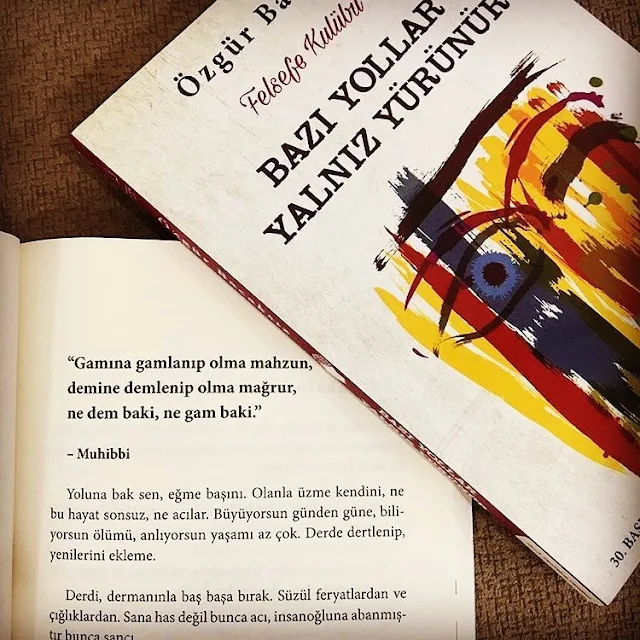 Özgür Ba
Felsefe Kulübü
BAZI YOLLAR
YALNIZ YÜRÜNÜR
30. BAS
“Gamına gamlanıp olma mahzun,
demine demlenip olma mağrur,
ne dem baki, ne gam baki.”
– Muhibbi
Yoluna bak sen, eğme başını. Olanla üzme kendini, ne
bu hayat sonsuz, ne acılar. Büyüyorsun günden güne, bili-
yorsun ölümü, anlıyorsun yaşamı az çok. Derde dertlenip,
yenilerini ekleme.
Derdi, dermanınla baş başa bırak. Süzül feryatlardan ve
çığlıklardan. Sana has değil bunca acı, insanoğluna abanmış-
tır bunca sancı